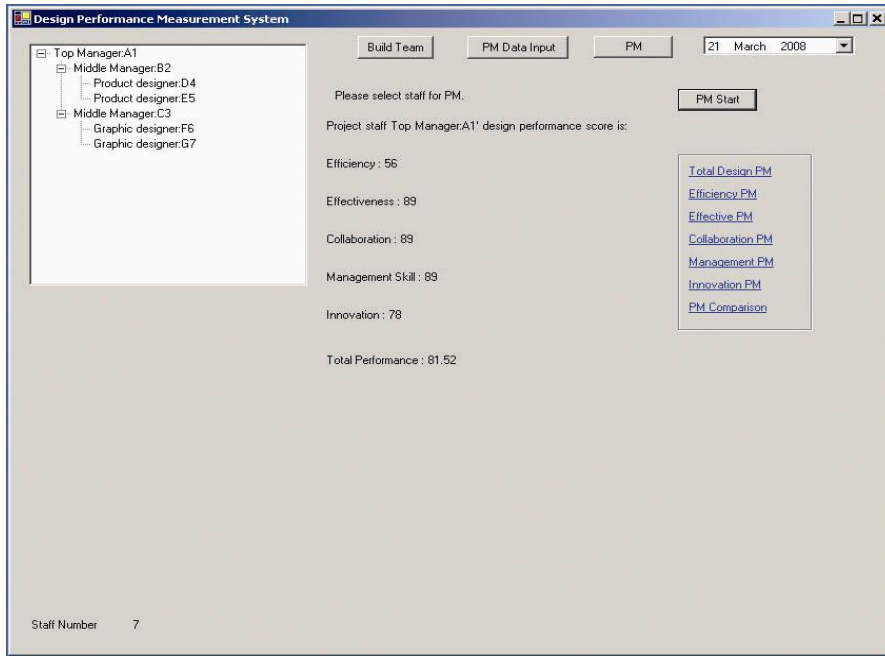 Design Performance Measurement System
Top Manager:A1
Middle Manager:B2
Product designer:D4
Product designer:E5
Middle Manager:C3
Graphic designer:F6
Graphic designer:G7
Build Team
PM Data Input
PM
21 March 2008
Please select staff for PM.
PM Start
Project staff Top Manager:A1' design performance score is:
Efficiency : 56
Effectiveness : 89
Collaboration : 89
Management Skill : 89
Innovation : 78
Total Performance : 81.52
Total Design PM
Efficiency PM
Effective PM
Collaboration PM
Management PM
Innovation PM
PM Comparison
Staff Number 7